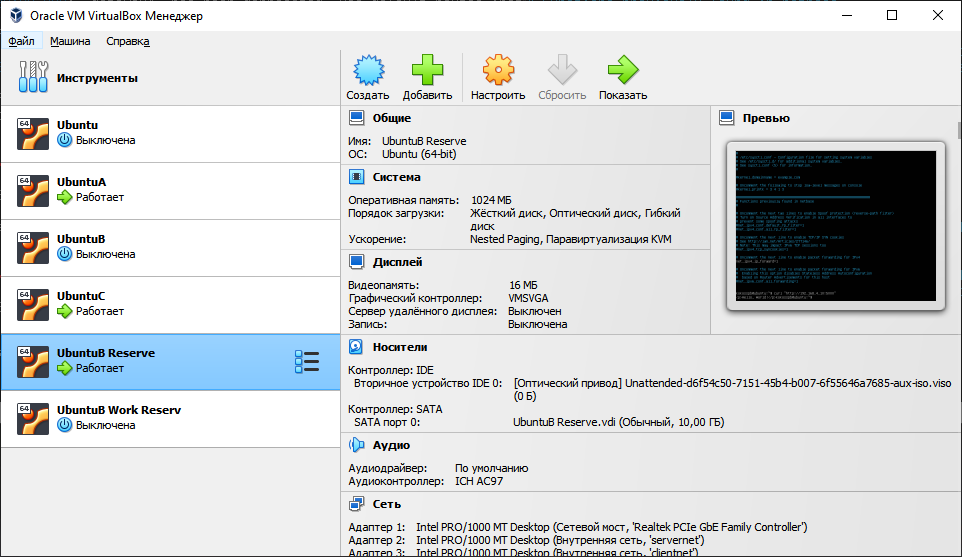 Oracle VM VirtualBox Менеджер
Файл Машина Справка
Инструменты
Создать Добавить Настроить Сбросить Показать
64
Ubuntu
Выключена
64
UbuntuA
Работает
64
UbuntuB
Выключена
64
UbuntuC
Работает
64
UbuntuB Reserve
Работает
64
UbuntuB Work Reserv
Выключена
Общие
Имя: UbuntuB Reserve
ОС: Ubuntu (64-bit)
Превью
Система
Оперативная память: 1024 МБ
Порядок загрузки: Жёсткий диск, Оптический диск, Гибкий
диск
Ускорение: Nested Paging, Паравиртуализация KVM
Дисплей
Видеопамять: 16 МБ
Графический контроллер: VMSVGA
Сервер удалённого дисплея: Выключен
Запись: Выключена
Носители
Контроллер: IDE
Вторичное устройство IDE 0: [Оптический привод] Unattended-d6f54c50-7151-45b4-b007-6f55646a7685-aux-iso.viso
(0 Б)
Контроллер: SATA
SATA порт 0: UbuntuB Reserve.vdi (Обычный, 10,00 ГБ)
Аудио
Аудиодрайвер: По умолчанию
Аудиоконтроллер: ICH AC97
Сеть
Адаптер 1: Intel PRO/1000 MT Desktop (Сетевой мост, 'Realtek PCIe GbE Family Controller')
Адаптер 2: Intel PRO/1000 MT Desktop (Внутренняя сеть, 'servernet')
Адаптер 3: Intel PRO/1000 MT Desktop (Внутренняя сеть, 'clientnet')